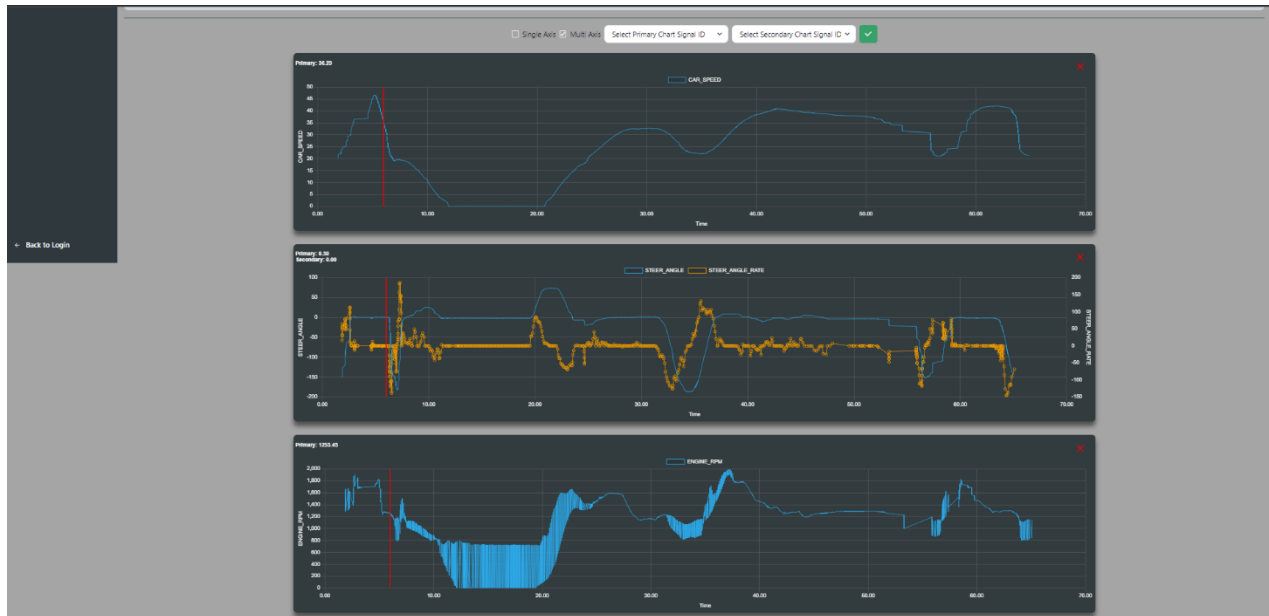 Single Axis Multi Axis Select Primary Chart Signal ID Select Secondary Chart Signal ID
Primary: 36.29
CAR_SPEED
50
45
40
35
30
25
20
15
10
5
0
CAR_SPEED
0.00 10.00 20.00 30.00 40.00 50.00 60.00 70.00
Time
← Back to Login
Primary: 0.30
Secondary: 0.00
STEER_ANGLE STEER_ANGLE_RATE
100 200
50 150
0 100
-50 50
-100 0
-150 -50
-200 -100
-150
STEER_ANGLE
STEER_ANGLE_RATE
0.00 10.00 20.00 30.00 40.00 50.00 60.00 70.00
Time
Primary: 1253.49
ENGINE_RPM
2,000
1,800
1,600
1,400
1,200
1,000
800
600
400
200
0
ENGINE_RPM
0.00 10.00 20.00 30.00 40.00 50.00 60.00 70.00
Time